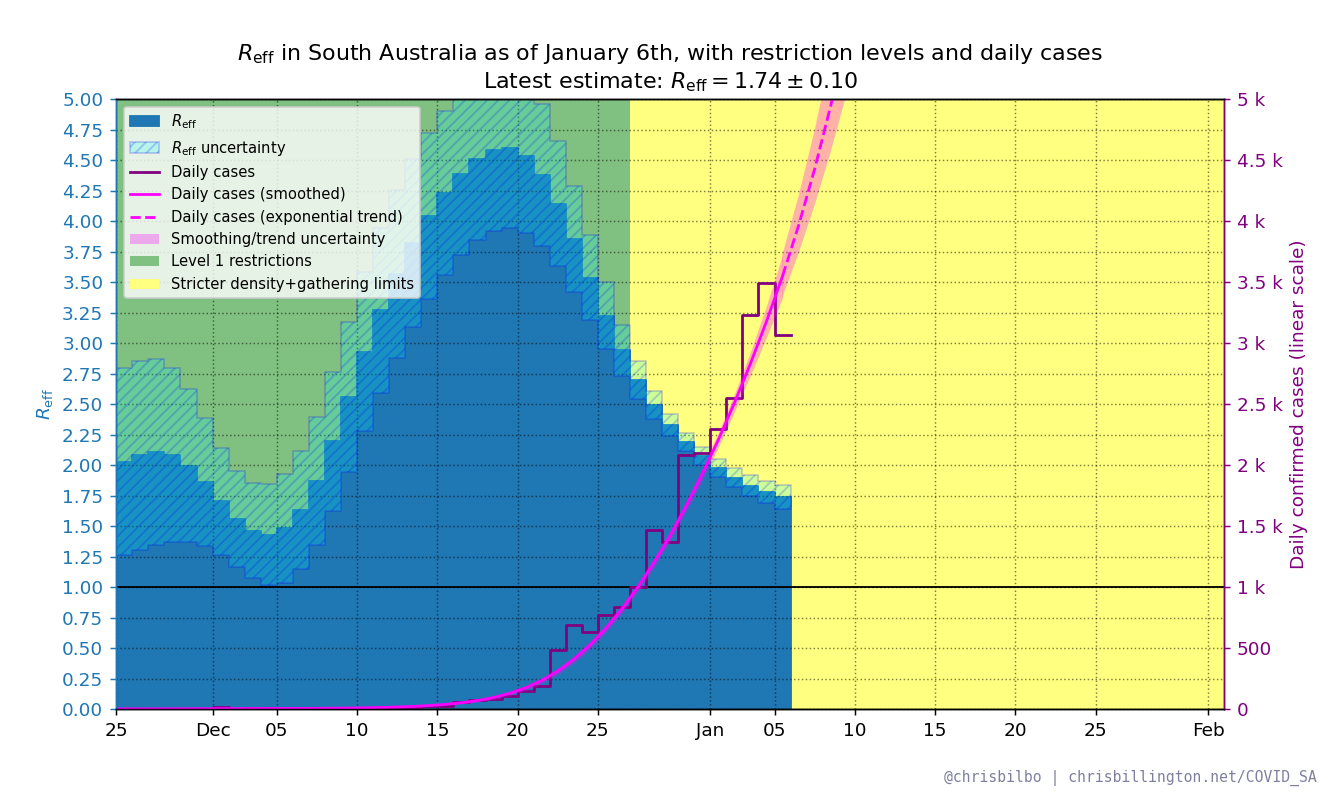 Reff in South Australia as of January 6th, with restriction levels and daily cases
Latest estimate: Reff = 1.74 ± 0.10
Reff
Reff uncertainty
Daily cases
Daily cases (smoothed)
Daily cases (exponential trend)
Smoothing/trend uncertainty
Level 1 restrictions
Stricter density+gathering limits
5.00
4.75
4.50
4.25
4.00
3.75
3.50
3.25
3.00
2.75
2.50
2.25
2.00
1.75
1.50
1.25
1.00
0.75
0.50
0.25
0.00
Reff
5 k
4.5 k
4 k
3.5 k
3 k
2.5 k
2 k
1.5 k
1 k
500
0
Daily confirmed cases (linear scale)
25 Dec 05 10 15 20 25 Jan 05 10 15 20 25 Feb
@chrisbilbo | chrisbillington.net/COVID_SA